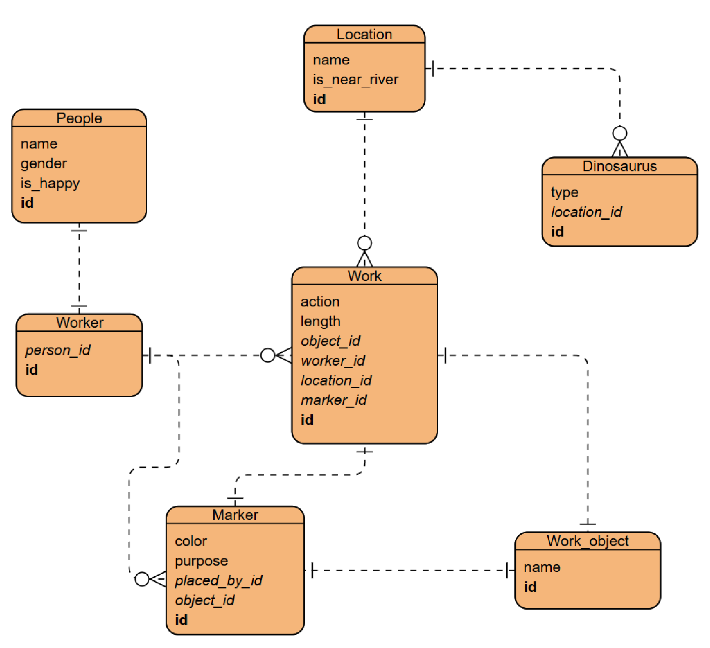 Location
name
is_near_river
id
People
name
gender
is_happy
id
Dinosaurus
type
location_id
id
Work
action
length
object_id
worker_id
location_id
marker_id
id
Worker
person_id
id
Marker
color
purpose
placed_by_id
object_id
id
Work_object
name
id